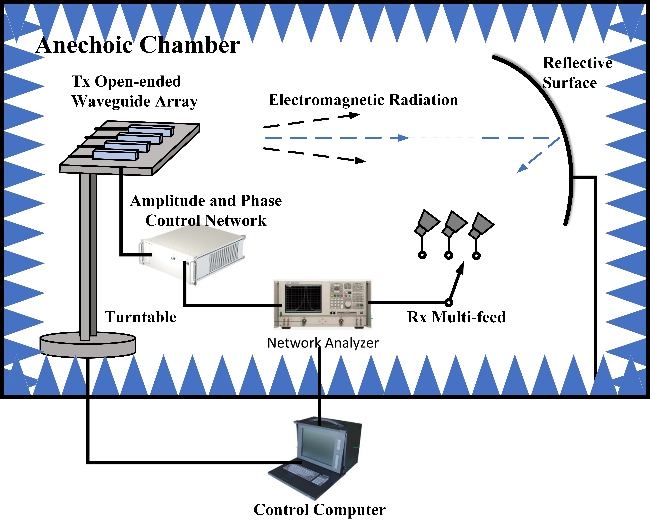 Anechoic Chamber
Tx Open-ended
Waveguide Array
Electromagnetic Radiation
Reflective
Surface
Amplitude and Phase
Control Network
Turntable
Rx Multi-feed
Network Analyzer
Control Computer